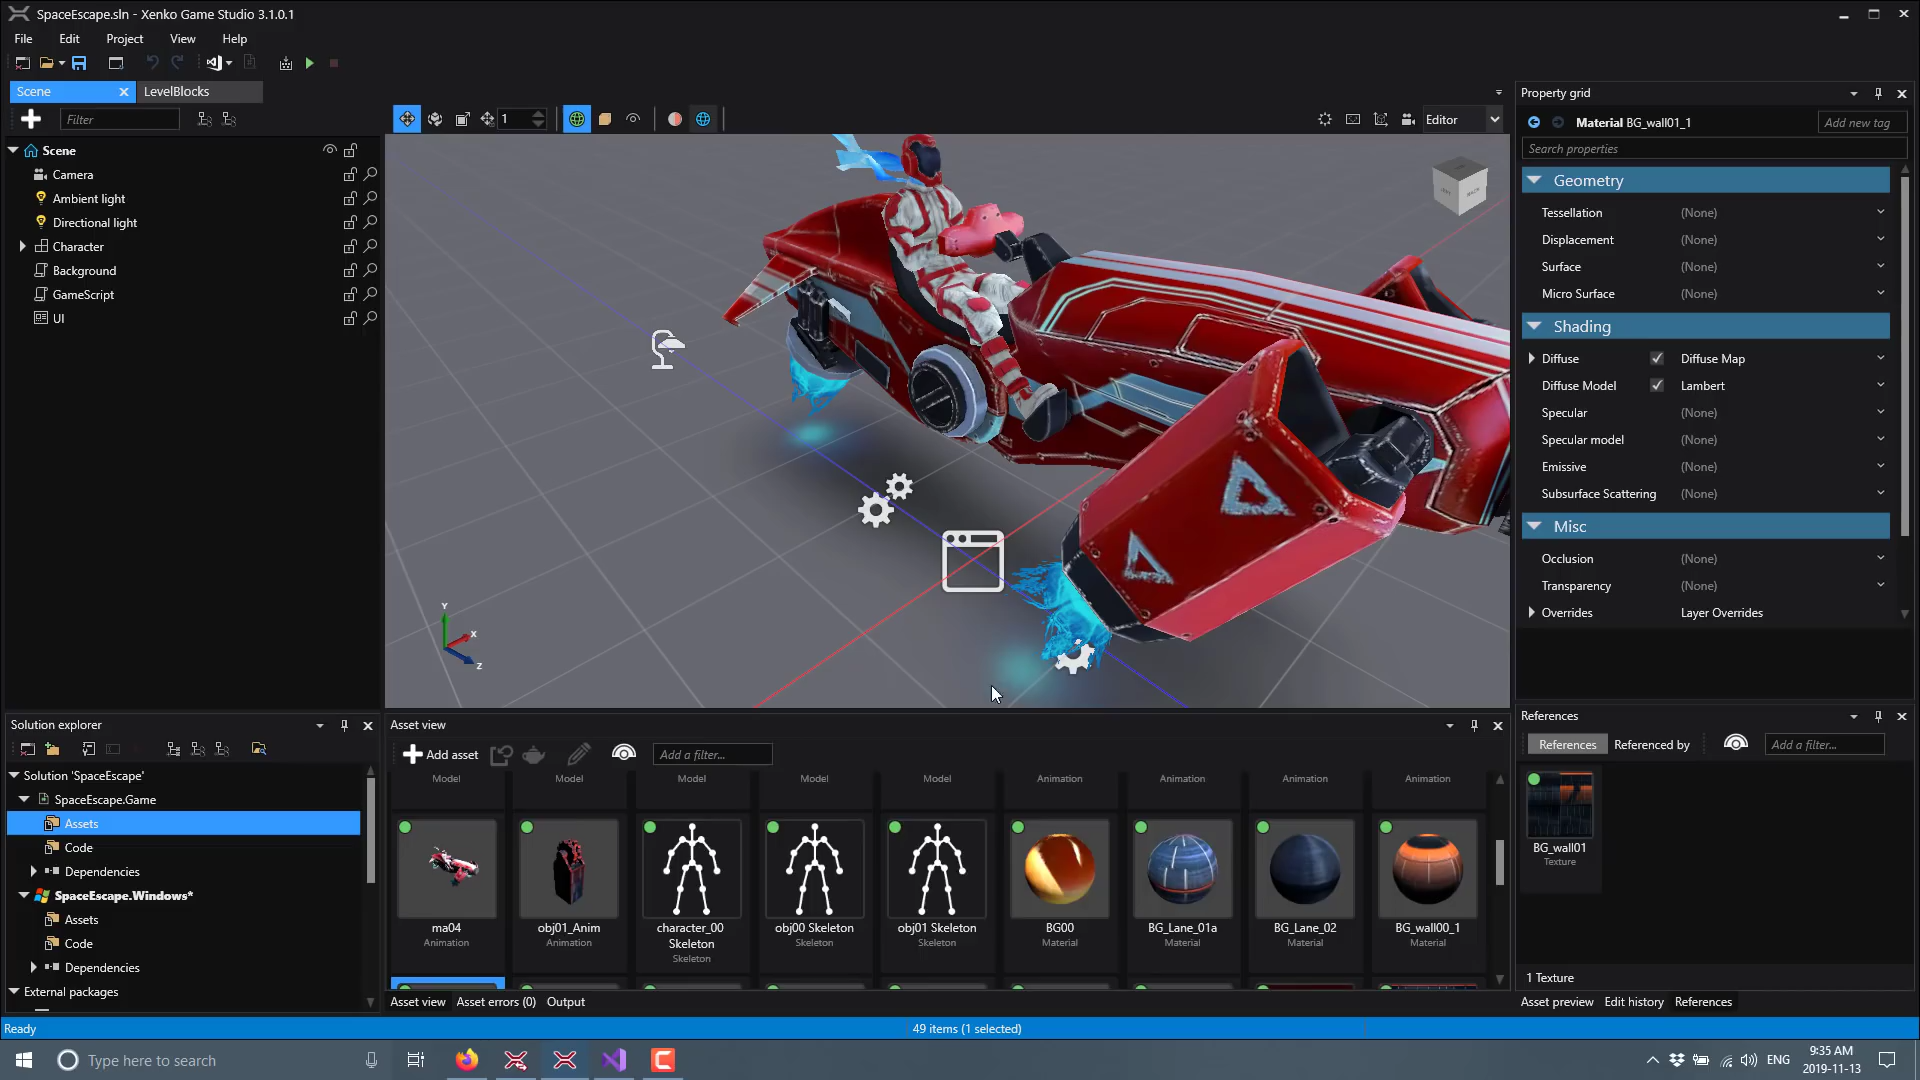 SpaceEscape.sln - Xenko Game Studio 3.1.0.1
File Edit Project View Help
Scene LevelBlocks
Filter
1
Editor
Scene
Camera
Ambient light
Directional light
Character
Background
GameScript
UI
Y
X
Z
Property grid
Material BG_wall01_1
Add new tag
Search properties
Geometry
Tessellation (None)
Displacement (None)
Surface (None)
Micro Surface (None)
Shading
Diffuse Diffuse Map
Diffuse Model Lambert
Specular (None)
Specular model (None)
Emissive (None)
Subsurface Scattering (None)
Misc
Occlusion (None)
Transparency (None)
Overrides Layer Overrides
Solution explorer
Solution 'SpaceEscape'
SpaceEscape.Game
Assets
Code
Dependencies
SpaceEscape.Windows*
Assets
Code
Dependencies
External packages
Asset view
Add asset
Add a filter...
Model Model Model Model Model Animation Animation Animation Animation
ma04
Animation
obj01_Anim
Animation
character_00
Skeleton
Skeleton
obj00 Skeleton
Skeleton
obj01 Skeleton
Skeleton
BG00
Material
BG_Lane_01a
Material
BG_Lane_02
Material
BG_wall00_1
Material
Asset view Asset errors (0) Output
References
References Referenced by
Add a filter...
BG_wall01
Texture
1 Texture
Asset preview Edit history References
Ready
49 items (1 selected)
Type here to search
ENG
9:35 AM
2019-11-13